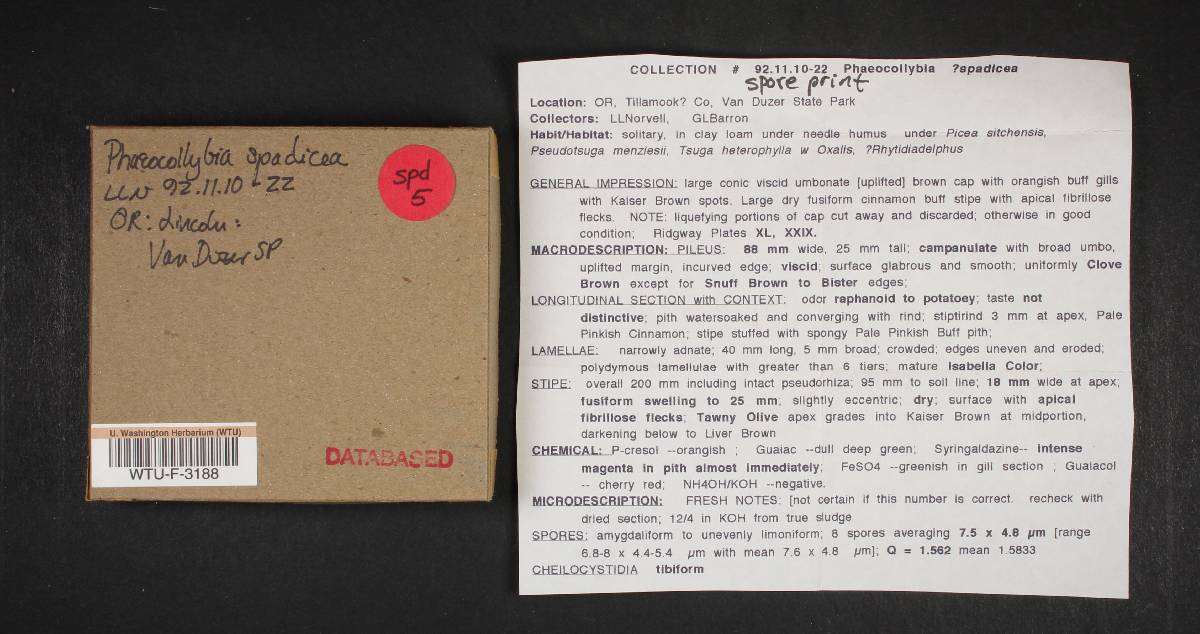 Phaeocollybia spadicea
LLN 92.11.10-22
OR: Lincoln:
Van Duzer SP
spd
5
U. Washington Herbarium (WTU)
WTU-F-3188
DATABASED
COLLECTION # 92.11.10-22 Phaeocollybia ?spadicea
spore print
Location: OR, Tillamook? Co, Van Duzer State Park
Collectors: LLNorvell, GLBarron
Habit/Habitat: solitary, in clay loam under needle humus under Picea sitchensis,
Pseudotsuga menziesii, Tsuga heterophylla w Oxalis, ?Rhytidiadelphus
GENERAL IMPRESSION: large conic viscid umbonate [uplifted] brown cap with orangish buff gills
with Kaiser Brown spots. Large dry fusiform cinnamon buff stipe with apical fibrillose
flecks. NOTE: liquefying portions of cap cut away and discarded; otherwise in good
condition; Ridgway Plates XL, XXIX.
MACRODESCRIPTION: PILEUS: 88 mm wide, 25 mm tall; campanulate with broad umbo,
uplifted margin, incurved edge; viscid; surface glabrous and smooth; uniformly Clove
Brown except for Snuff Brown to Bister edges;
LONGITUDINAL SECTION with CONTEXT: odor raphanoid to potatoey; taste not
distinctive; pith watersoaked and converging with rind; stiptirind 3 mm at apex, Pale
Pinkish Cinnamon; stipe stuffed with spongy Pale Pinkish Buff pith;
LAMELLAE: narrowly adnate; 40 mm long, 5 mm broad; crowded; edges uneven and eroded;
polydymous lamellulae with greater than 6 tiers; mature Isabella Color;
STIPE: overall 200 mm including intact pseudorhiza; 95 mm to soil line; 18 mm wide at apex;
fusiform swelling to 25 mm; slightly eccentric; dry; surface with apical
fibrillose flecks; Tawny Olive apex grades into Kaiser Brown at midportion,
darkening below to Liver Brown
CHEMICAL: P-cresol --orangish ; Guaiac --dull deep green; Syringaldazine-- intense
magenta in pith almost immediately; FeSO4 --greenish in gill section ; Guaiacol
-- cherry red; NH4OH/KOH --negative.
MICRODESCRIPTION: FRESH NOTES: [not certain if this number is correct. recheck with
dried section; 12/4 in KOH from true sludge
SPORES: amygdaliform to unevenly limoniform; 8 spores averaging 7.5 x 4.8 µm [range
6.8-8 x 4.4-5.4 µm with mean 7.6 x 4.8 µm]; Q = 1.562 mean 1.5833
CHEILOCYSTIDIA tibiform